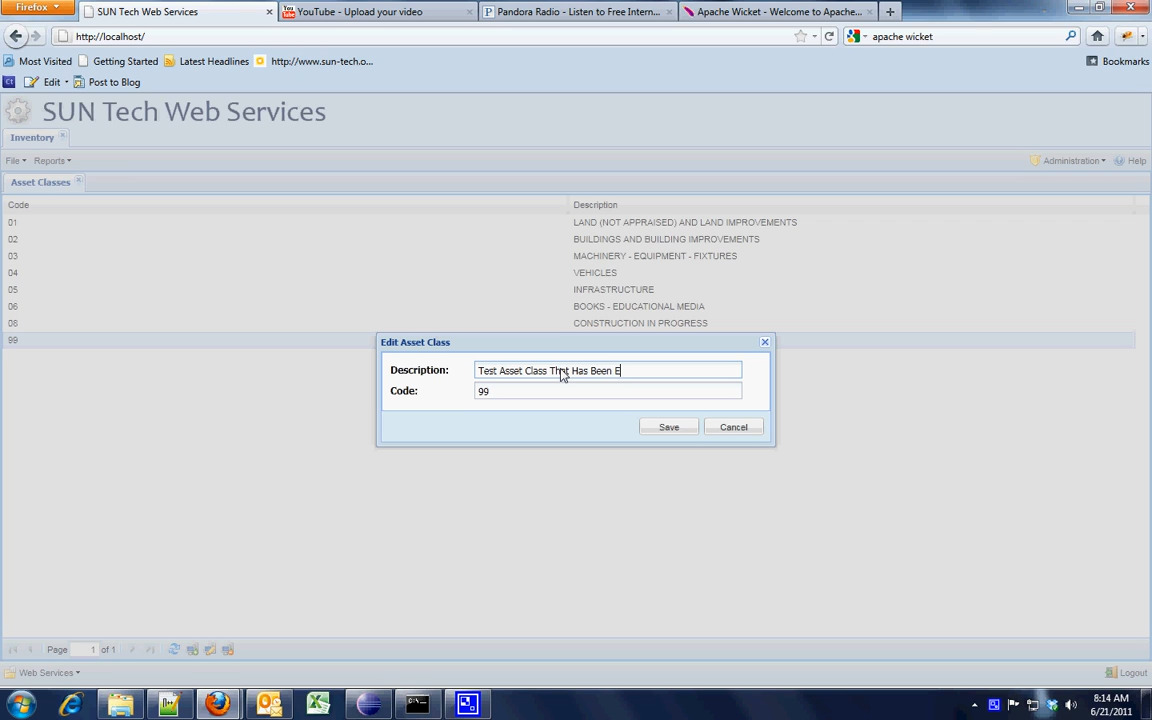 Firefox
SUN Tech Web Services
YouTube - Upload your video
Pandora Radio - Listen to Free Intern...
Apache Wicket - Welcome to Apache...
http://localhost/
apache wicket
Most Visited
Getting Started
Latest Headlines
http://www.sun-tech.o...
Bookmarks
Edit
Post to Blog
SUN Tech Web Services
Inventory
File
Reports
Administration
Help
Asset Classes
Code
Description
01
LAND (NOT APPRAISED) AND LAND IMPROVEMENTS
02
BUILDINGS AND BUILDING IMPROVEMENTS
03
MACHINERY - EQUIPMENT - FIXTURES
04
VEHICLES
05
INFRASTRUCTURE
06
BOOKS - EDUCATIONAL MEDIA
08
CONSTRUCTION IN PROGRESS
99
Edit Asset Class
Description:
Test Asset Class That Has Been E
Code:
99
Save
Cancel
Page
1
of 1
Web Services
Logout
8:14 AM
6/21/2011